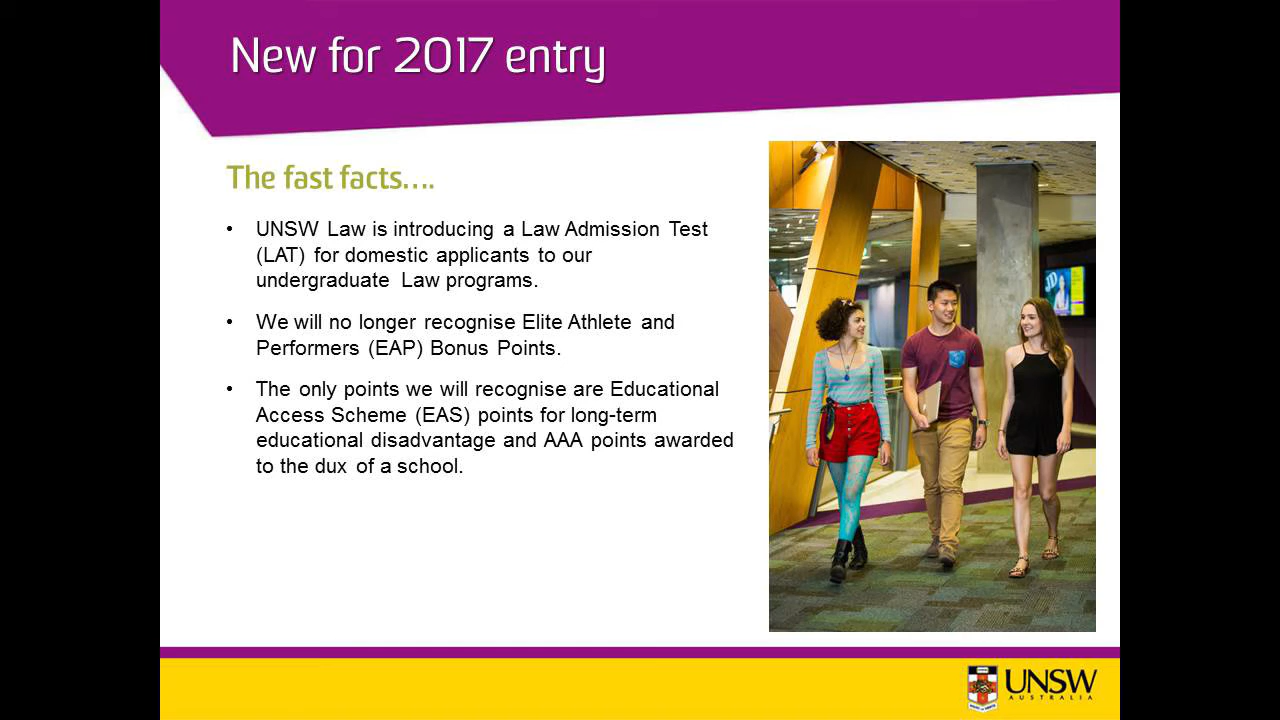 New for 2017 entry
The fast facts….
• UNSW Law is introducing a Law Admission Test
(LAT) for domestic applicants to our
undergraduate Law programs.
• We will no longer recognise Elite Athlete and
Performers (EAP) Bonus Points.
• The only points we will recognise are Educational
Access Scheme (EAS) points for long-term
educational disadvantage and AAA points awarded
to the dux of a school.
JD
UNSW
AUSTRALIA